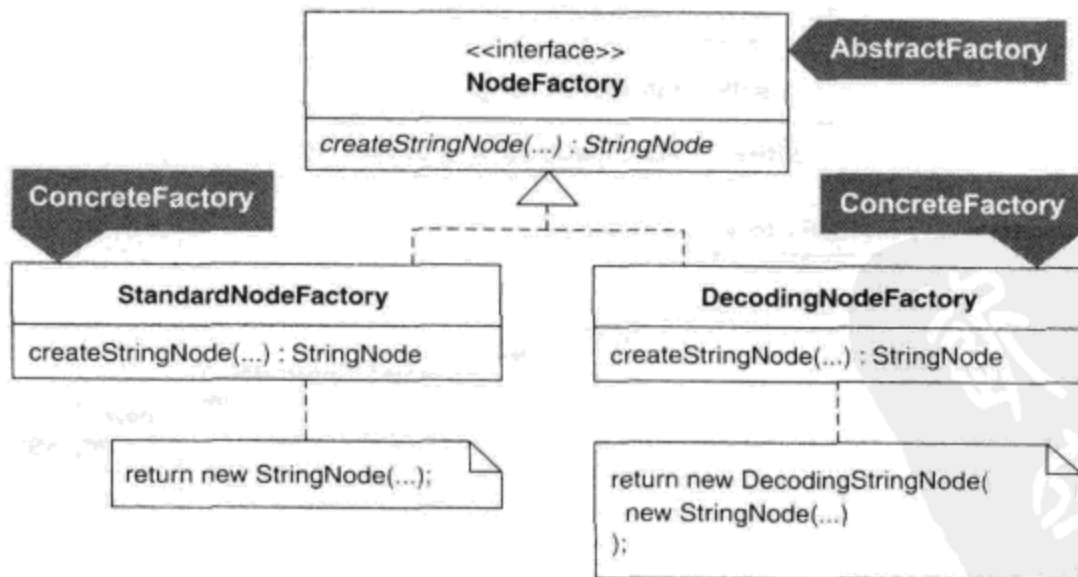 <<interface>>
NodeFactory
AbstractFactory
createStringNode(...) : StringNode
ConcreteFactory
ConcreteFactory
StandardNodeFactory
createStringNode(...) : StringNode
DecodingNodeFactory
createStringNode(...) : StringNode
return new StringNode(...);
return new DecodingStringNode(
new StringNode(...)
);